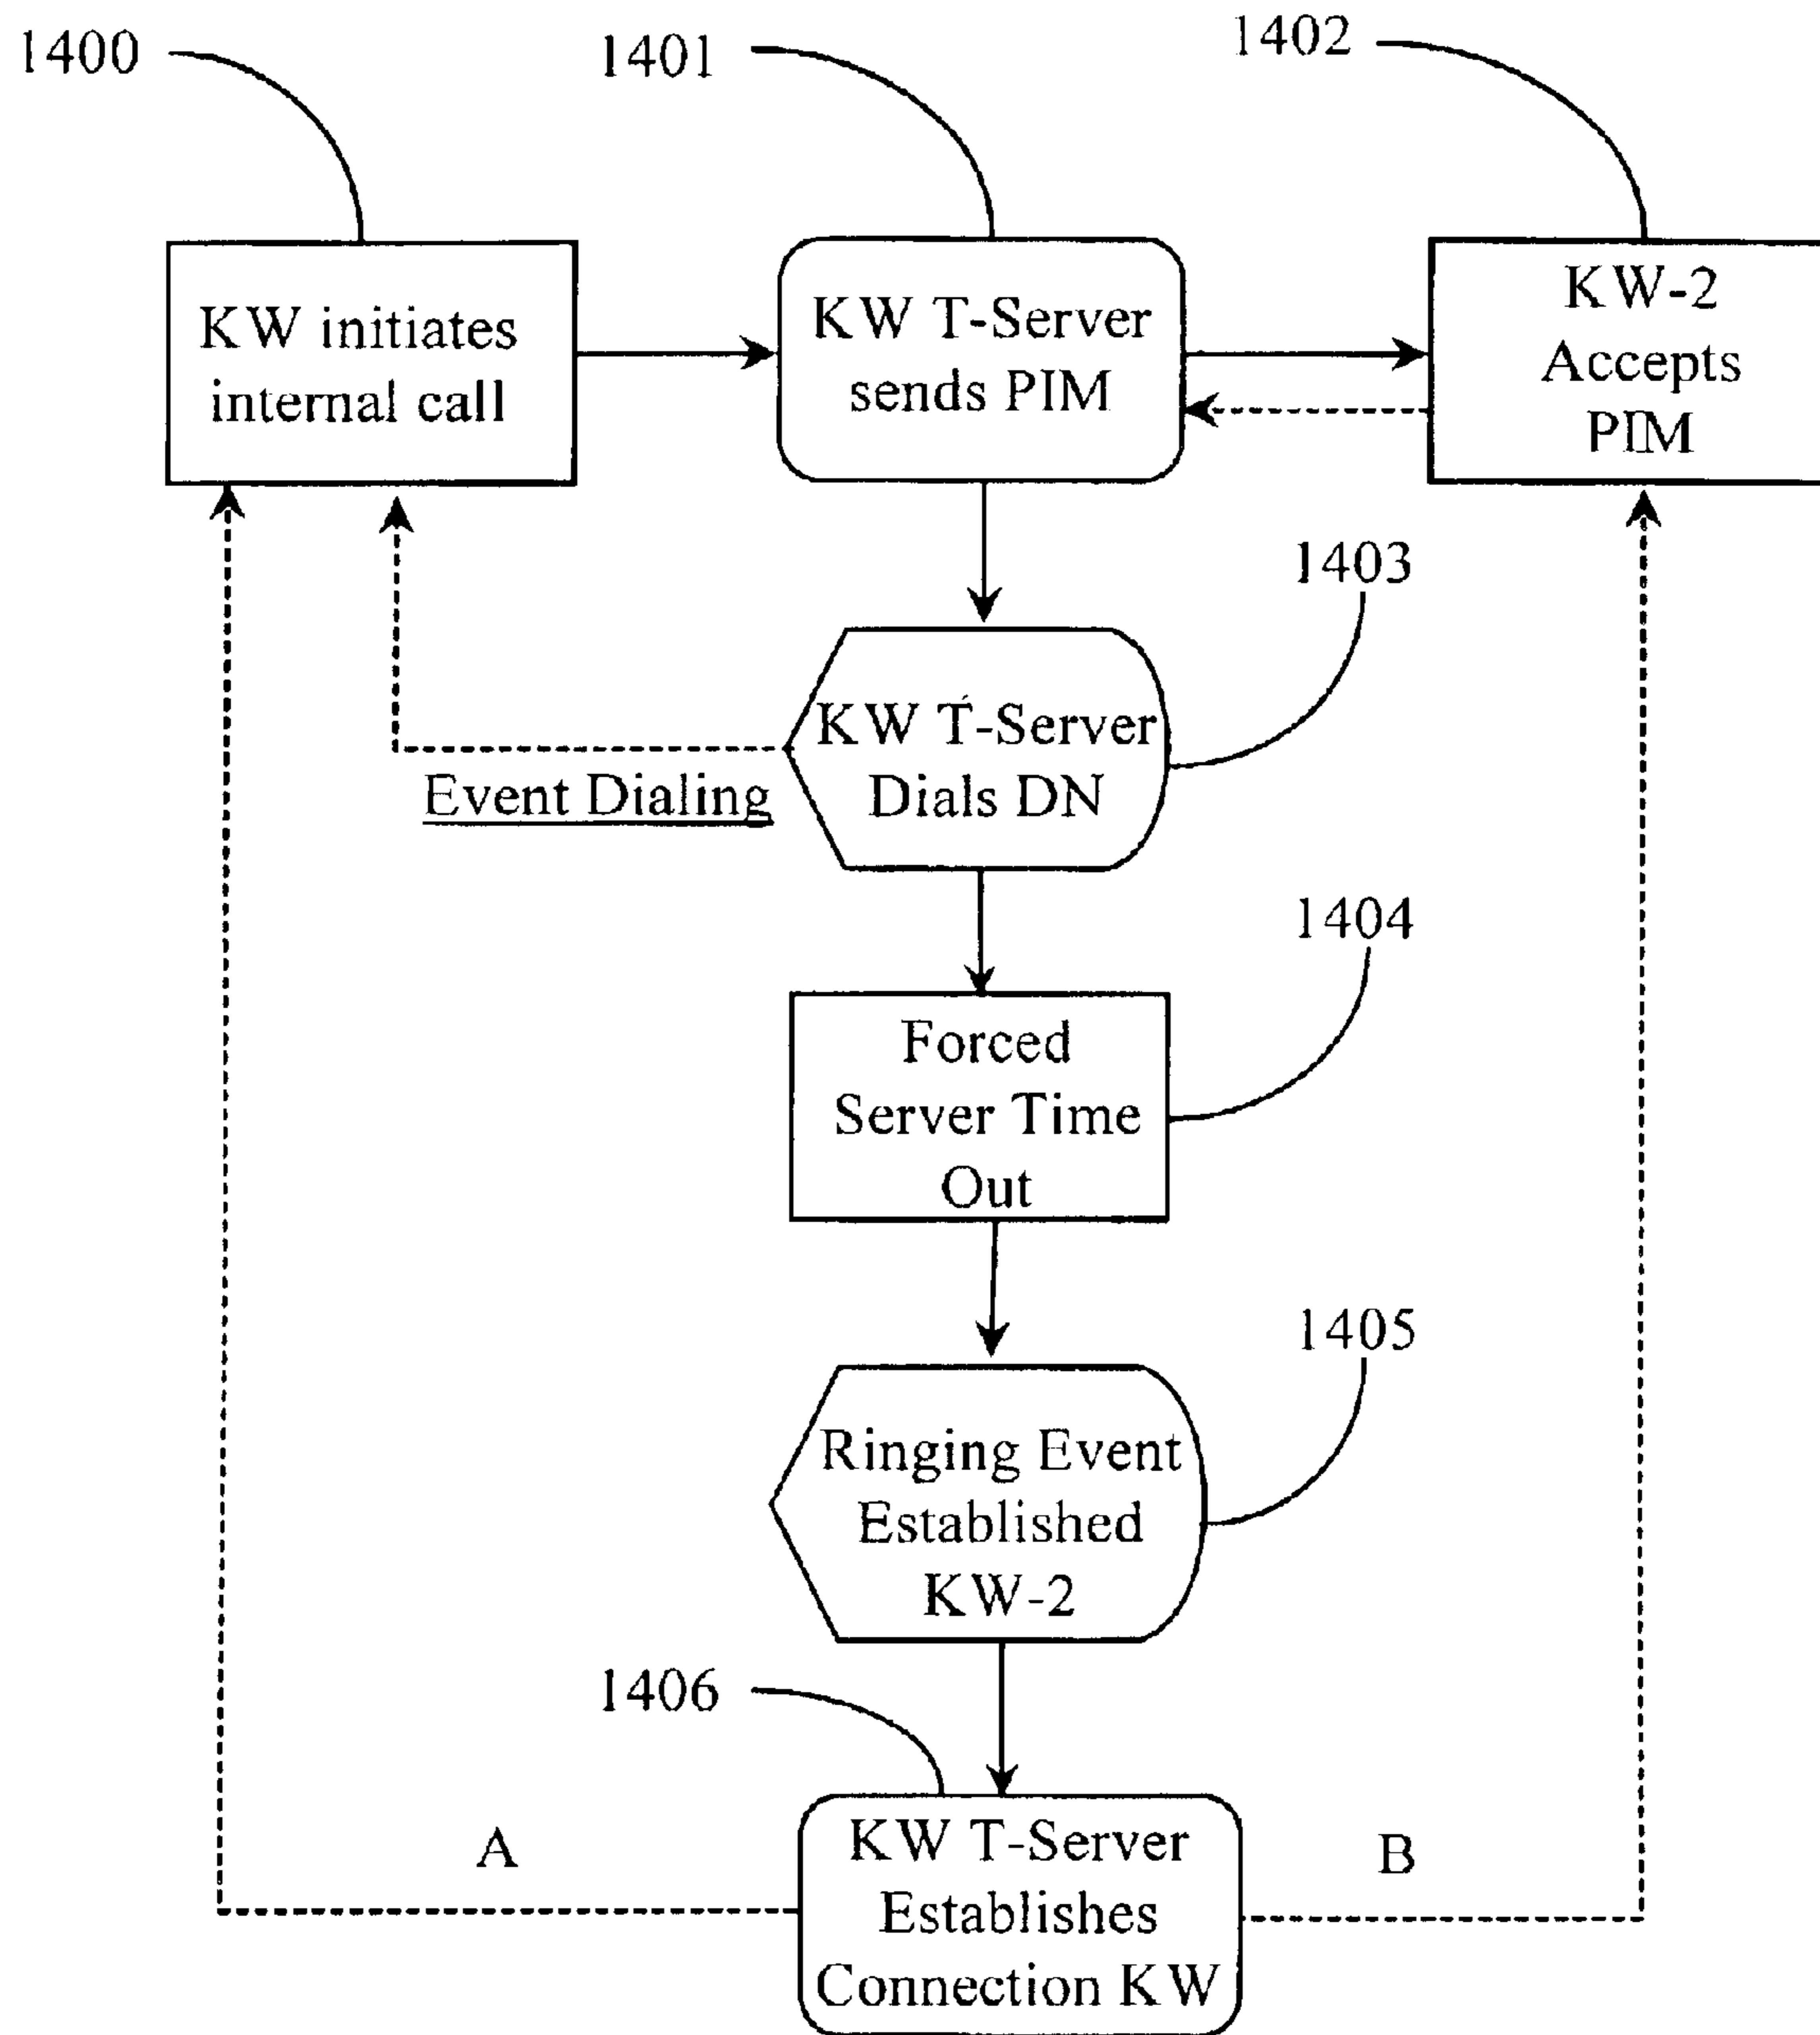 1400
1401
1402
KW initiates
internal call
KW T-Server
sends PIM
KW-2
Accepts
PIM
1403
KW T-Server
Dials DN
Event Dialing
1404
Forced
Server Time
Out
1405
Ringing Event
Established
KW-2
1406
A
KW T-Server
Establishes
Connection KW
B